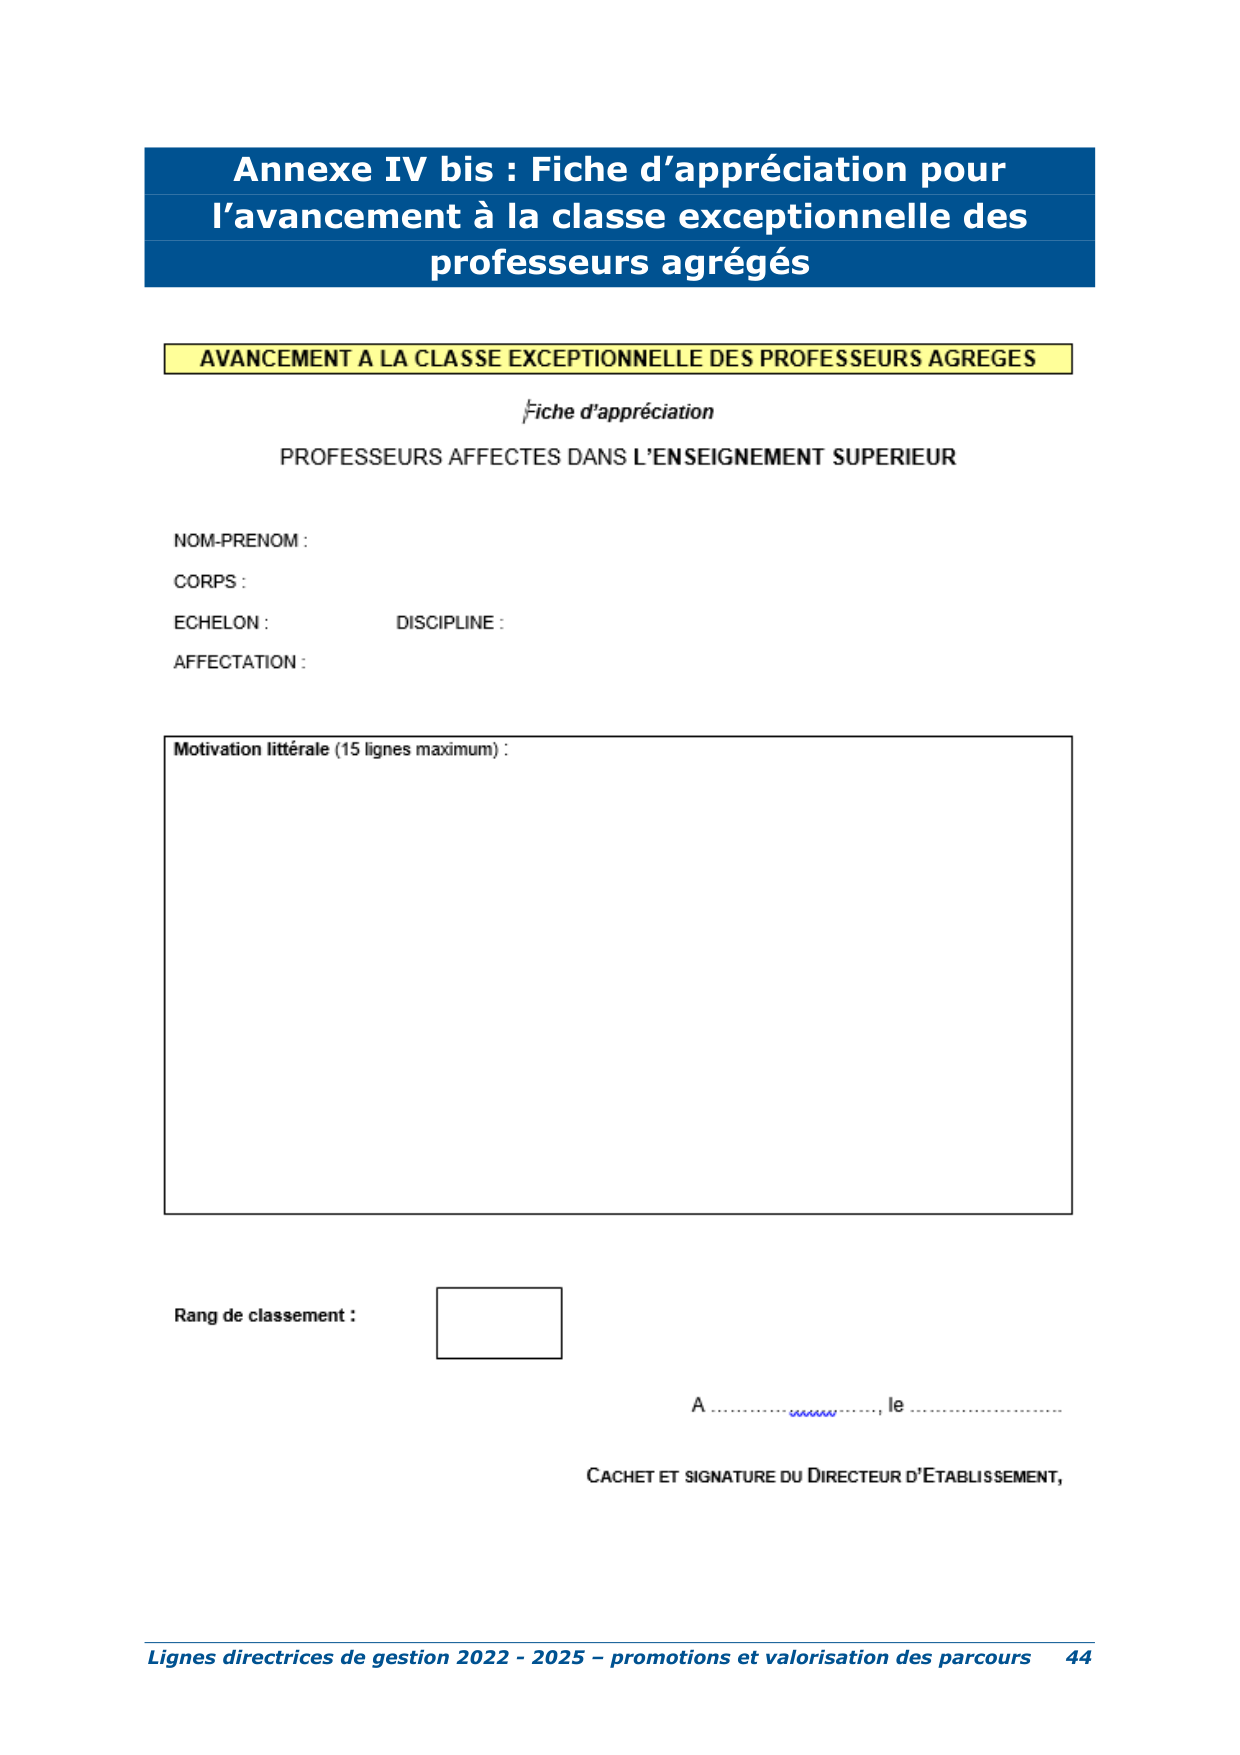 Annexe IV bis : Fiche d’appréciation pour
l’avancement à la classe exceptionnelle des
professeurs agrégés
AVANCEMENT A LA CLASSE EXCEPTIONNELLE DES PROFESSEURS AGREGES
Fiche d’appréciation
PROFESSEURS AFFECTES DANS L’ENSEIGNEMENT SUPERIEUR
NOM-PRENOM :
CORPS :
ECHELON : DISCIPLINE :
AFFECTATION :
Motivation littérale (15 lignes maximum) :
Rang de classement :
A ……………………, le …………………..
CACHET ET SIGNATURE DU DIRECTEUR D’ETABLISSEMENT,
Lignes directrices de gestion 2022 - 2025 – promotions et valorisation des parcours 44